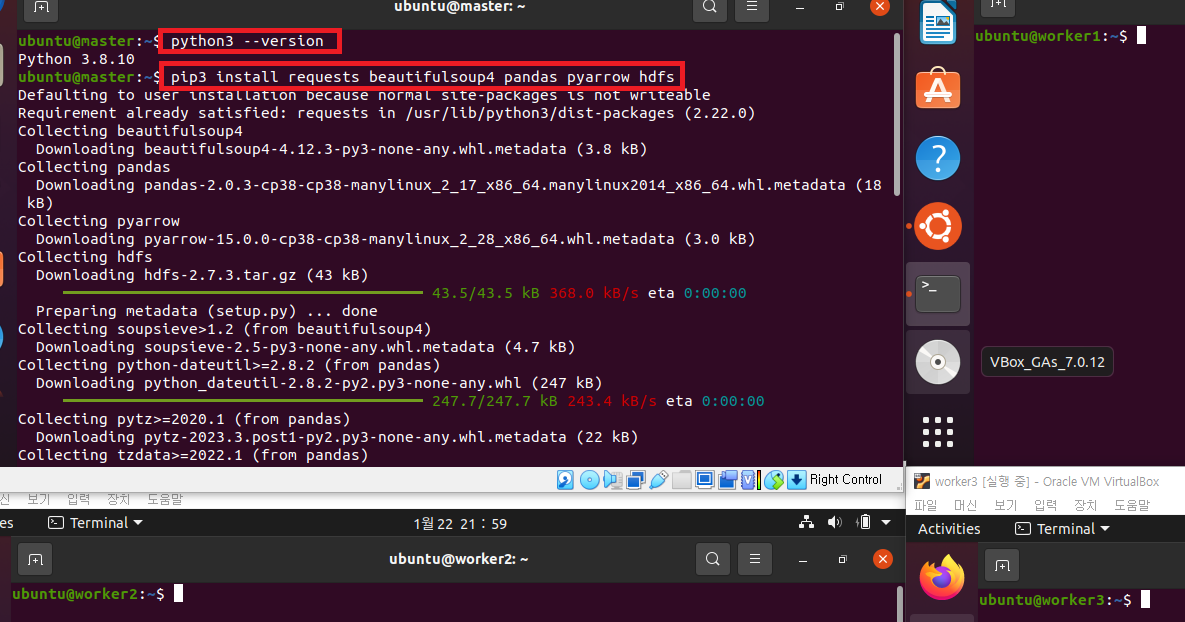 ubuntu@master: ~
ubuntu@master:~$ python3 --version
Python 3.8.10
ubuntu@master:~$ pip3 install requests beautifulsoup4 pandas pyarrow hdfs
Defaulting to user installation because normal site-packages is not writeable
Requirement already satisfied: requests in /usr/lib/python3/dist-packages (2.22.0)
Collecting beautifulsoup4
  Downloading beautifulsoup4-4.12.3-py3-none-any.whl.metadata (3.8 kB)
Collecting pandas
  Downloading pandas-2.0.3-cp38-cp38-manylinux_2_17_x86_64.manylinux2014_x86_64.whl.metadata (18
 kB)
Collecting pyarrow
  Downloading pyarrow-15.0.0-cp38-cp38-manylinux_2_28_x86_64.whl.metadata (3.0 kB)
Collecting hdfs
  Downloading hdfs-2.7.3.tar.gz (43 kB)
43.5/43.5 kB 368.0 kB/s eta 0:00:00
  Preparing metadata (setup.py) ... done
Collecting soupsieve>1.2 (from beautifulsoup4)
  Downloading soupsieve-2.5-py3-none-any.whl.metadata (4.7 kB)
Collecting python-dateutil>=2.8.2 (from pandas)
  Downloading python_dateutil-2.8.2-py2.py3-none-any.whl (247 kB)
247.7/247.7 kB 243.4 kB/s eta 0:00:00
Collecting pytz>=2020.1 (from pandas)
  Downloading pytz-2023.3.post1-py2.py3-none-any.whl.metadata (22 kB)
Collecting tzdata>=2022.1 (from pandas)
Right Control
ubuntu@worker1:~$
VBox_GAs_7.0.12
신 보기 입력 장치 도움말
es Terminal 1월 22 21：59
ubuntu@worker2: ~
ubuntu@worker2:~$
worker3 [실행 중] - Oracle VM VirtualBox
파일 머신 보기 입력 장치 도움말
Activities Terminal
ubuntu@worker3:~$